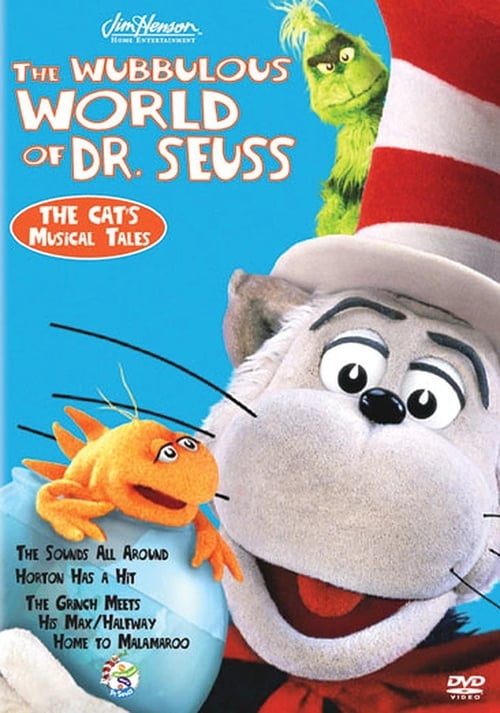 Jim Henson
HOME ENTERTAINMENT
THE WUBBULOUS
WORLD
OF DR. SEUSS
THE CAT'S
MUSICAL TALES
THE SOUNDS ALL AROUND
HORTON HAS A HIT
THE GRINCH MEETS
HIS MAX/HALFWAY
HOME TO MALAMAROO
DVD
VIDEO